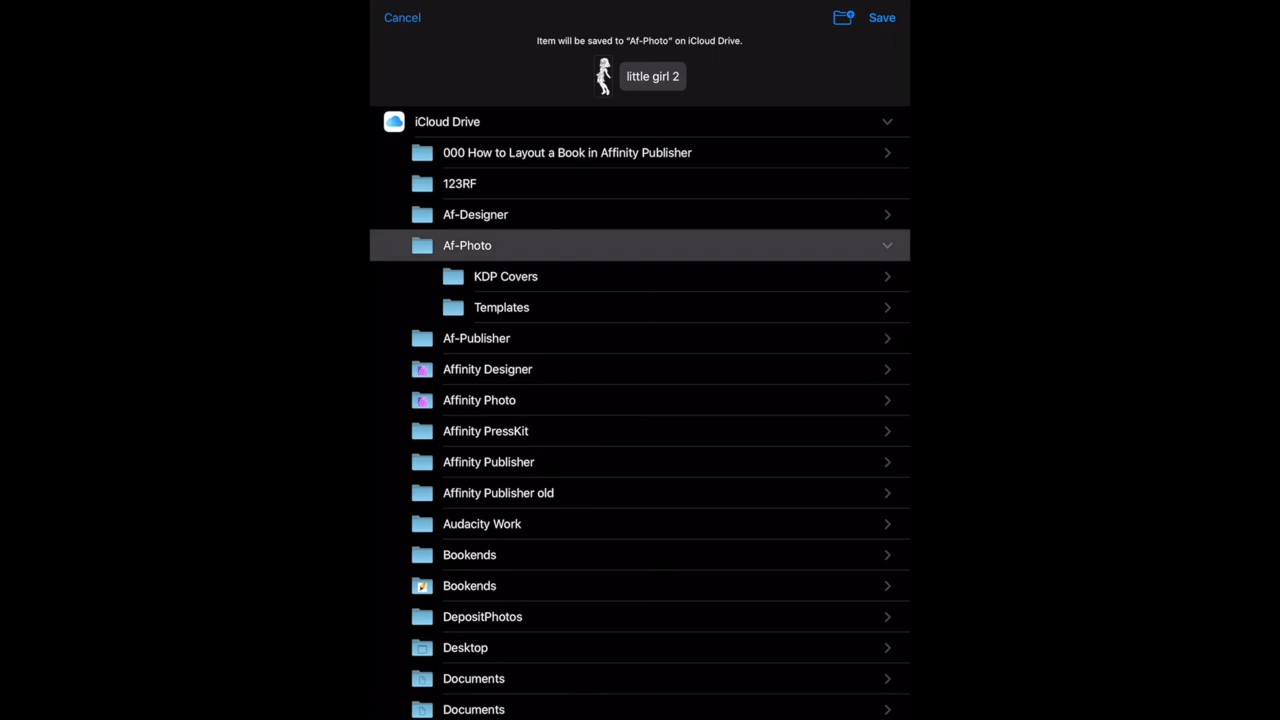 Cancel
Save
Item will be saved to “Af-Photo” on iCloud Drive.
little girl 2
iCloud Drive
000 How to Layout a Book in Affinity Publisher
123RF
Af-Designer
Af-Photo
KDP Covers
Templates
Af-Publisher
Affinity Designer
Affinity Photo
Affinity PressKit
Affinity Publisher
Affinity Publisher old
Audacity Work
Bookends
Bookends
DepositPhotos
Desktop
Documents
Documents